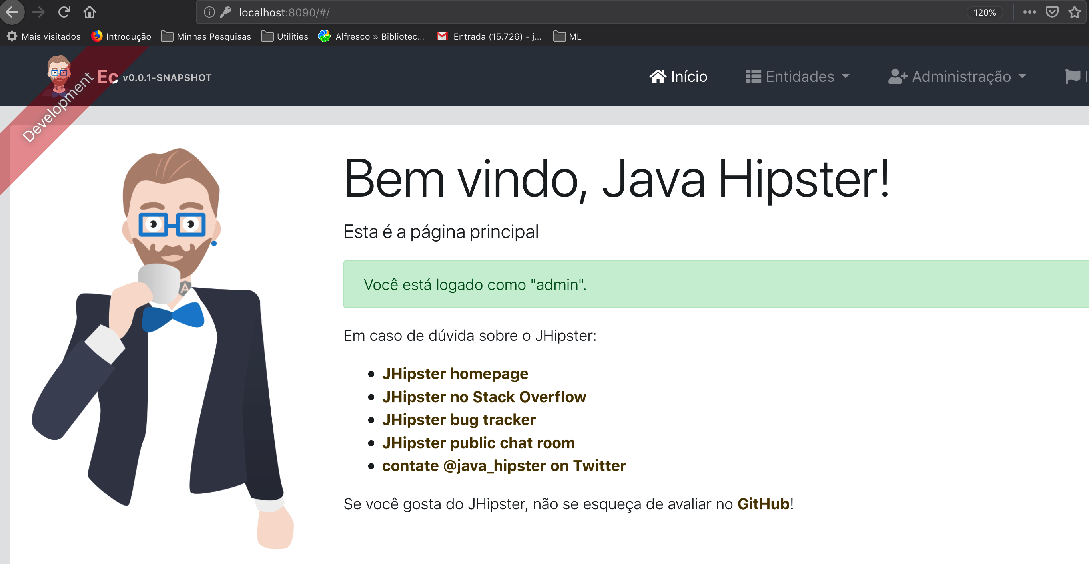 localhost:8090/#/
120%
Mais visitados Introdução Minhas Pesquisas Utilities Alfresco » Bibliotec... Entrada (15.726) - j... ML
Development
Ec v0.0.1-SNAPSHOT
Início Entidades Administração
A
Bem vindo, Java Hipster!
Esta é a página principal
Você está logado como "admin".
Em caso de dúvida sobre o JHipster:
JHipster homepage
JHipster no Stack Overflow
JHipster bug tracker
JHipster public chat room
contate @java_hipster on Twitter
Se você gosta do JHipster, não se esqueça de avaliar no GitHub!